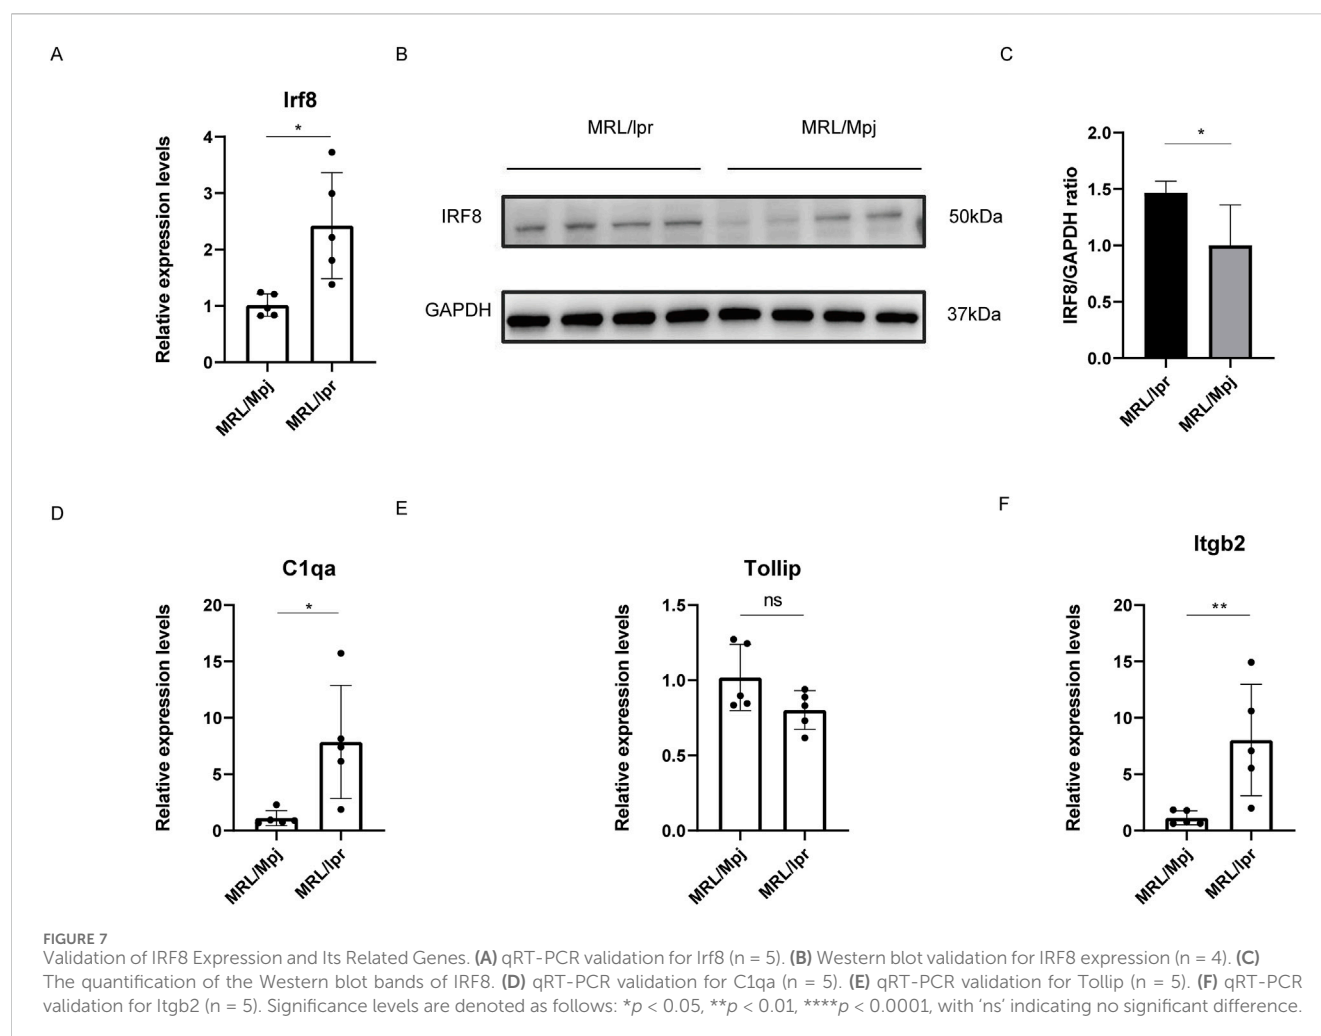 A
Irf8
*
Relative expression levels
4
3
2
1
0
MRL/Mpj
MRL/lpr
B
MRL/lpr
MRL/Mpj
IRF8
50kDa
GAPDH
37kDa
C
*
IRF8/GAPDH ratio
2.0
1.5
1.0
0.5
0.0
MRL/lpr
MRL/Mpj
D
C1qa
*
Relative expression levels
20
15
10
5
0
MRL/Mpj
MRL/lpr
E
Tollip
ns
Relative expression levels
1.5
1.0
0.5
0.0
MRL/Mpj
MRL/lpr
F
Itgb2
**
Relative expression levels
20
15
10
5
0
MRL/Mpj
MRL/lpr
FIGURE 7
Validation of IRF8 Expression and Its Related Genes. (A) qRT-PCR validation for Irf8 (n = 5). (B) Western blot validation for IRF8 expression (n = 4). (C)
The quantification of the Western blot bands of IRF8. (D) qRT-PCR validation for C1qa (n = 5). (E) qRT-PCR validation for Tollip (n = 5). (F) qRT-PCR
validation for Itgb2 (n = 5). Significance levels are denoted as follows: *p < 0.05, **p < 0.01, ****p < 0.0001, with ‘ns’ indicating no significant difference.